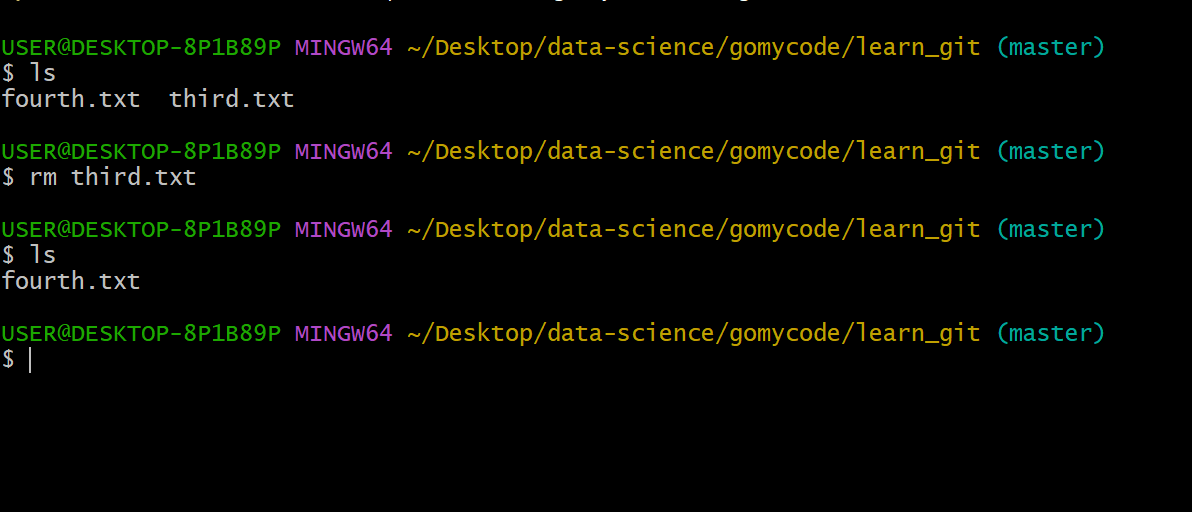 USER@DESKTOP-8P1B89P MINGW64 ~/Desktop/data-science/gomycode/learn_git (master)
$ ls
fourth.txt  third.txt
USER@DESKTOP-8P1B89P MINGW64 ~/Desktop/data-science/gomycode/learn_git (master)
$ rm third.txt
USER@DESKTOP-8P1B89P MINGW64 ~/Desktop/data-science/gomycode/learn_git (master)
$ ls
fourth.txt
USER@DESKTOP-8P1B89P MINGW64 ~/Desktop/data-science/gomycode/learn_git (master)
$